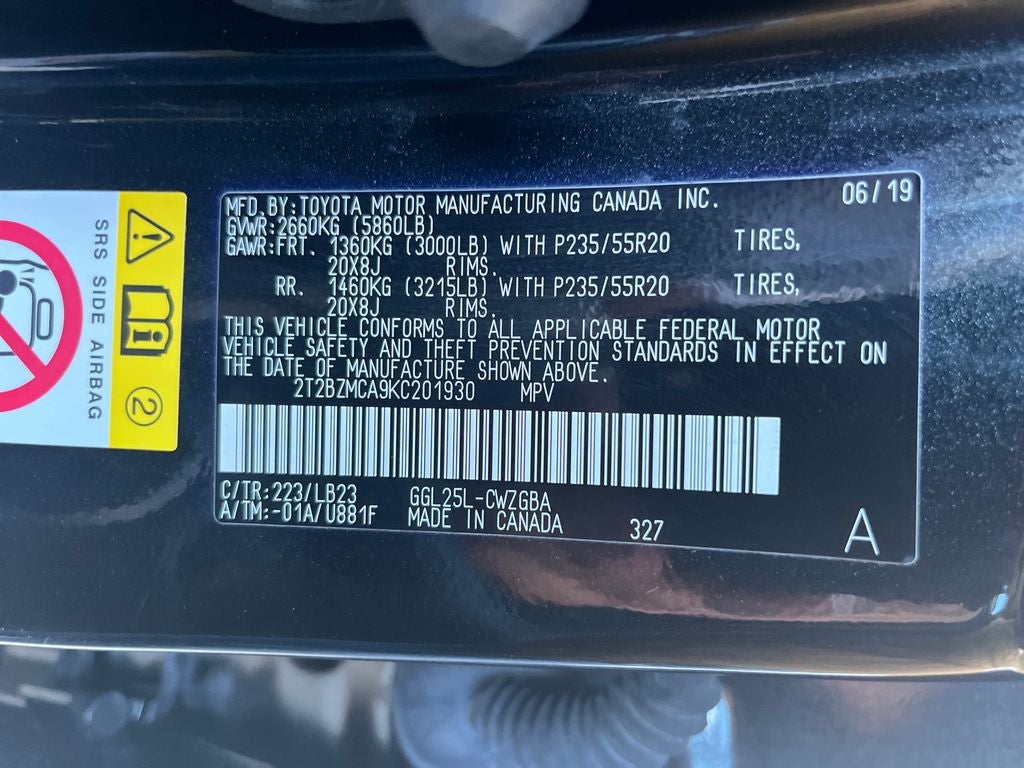 MFD.BY:TOYOTA MOTOR MANUFACTURING CANADA INC. 06/19
GVWR:2660KG (5860LB)
GAWR:FRT. 1360KG (3000LB) WITH P235/55R20 TIRES,
20X8J RIMS.
RR. 1460KG (3215LB) WITH P235/55R20 TIRES,
20X8J RIMS.
THIS VEHICLE CONFORMS TO ALL APPLICABLE FEDERAL MOTOR
VEHICLE SAFETY AND THEFT PREVENTION STANDARDS IN EFFECT ON
THE DATE OF MANUFACTURE SHOWN ABOVE.
2T2BZMCA9KC201930 MPV
C/TR:223/LB23 GGL25L-CWZGBA
A/TM:-01A/U881F MADE IN CANADA 327 A
SRS SIDE AIRBAG
2